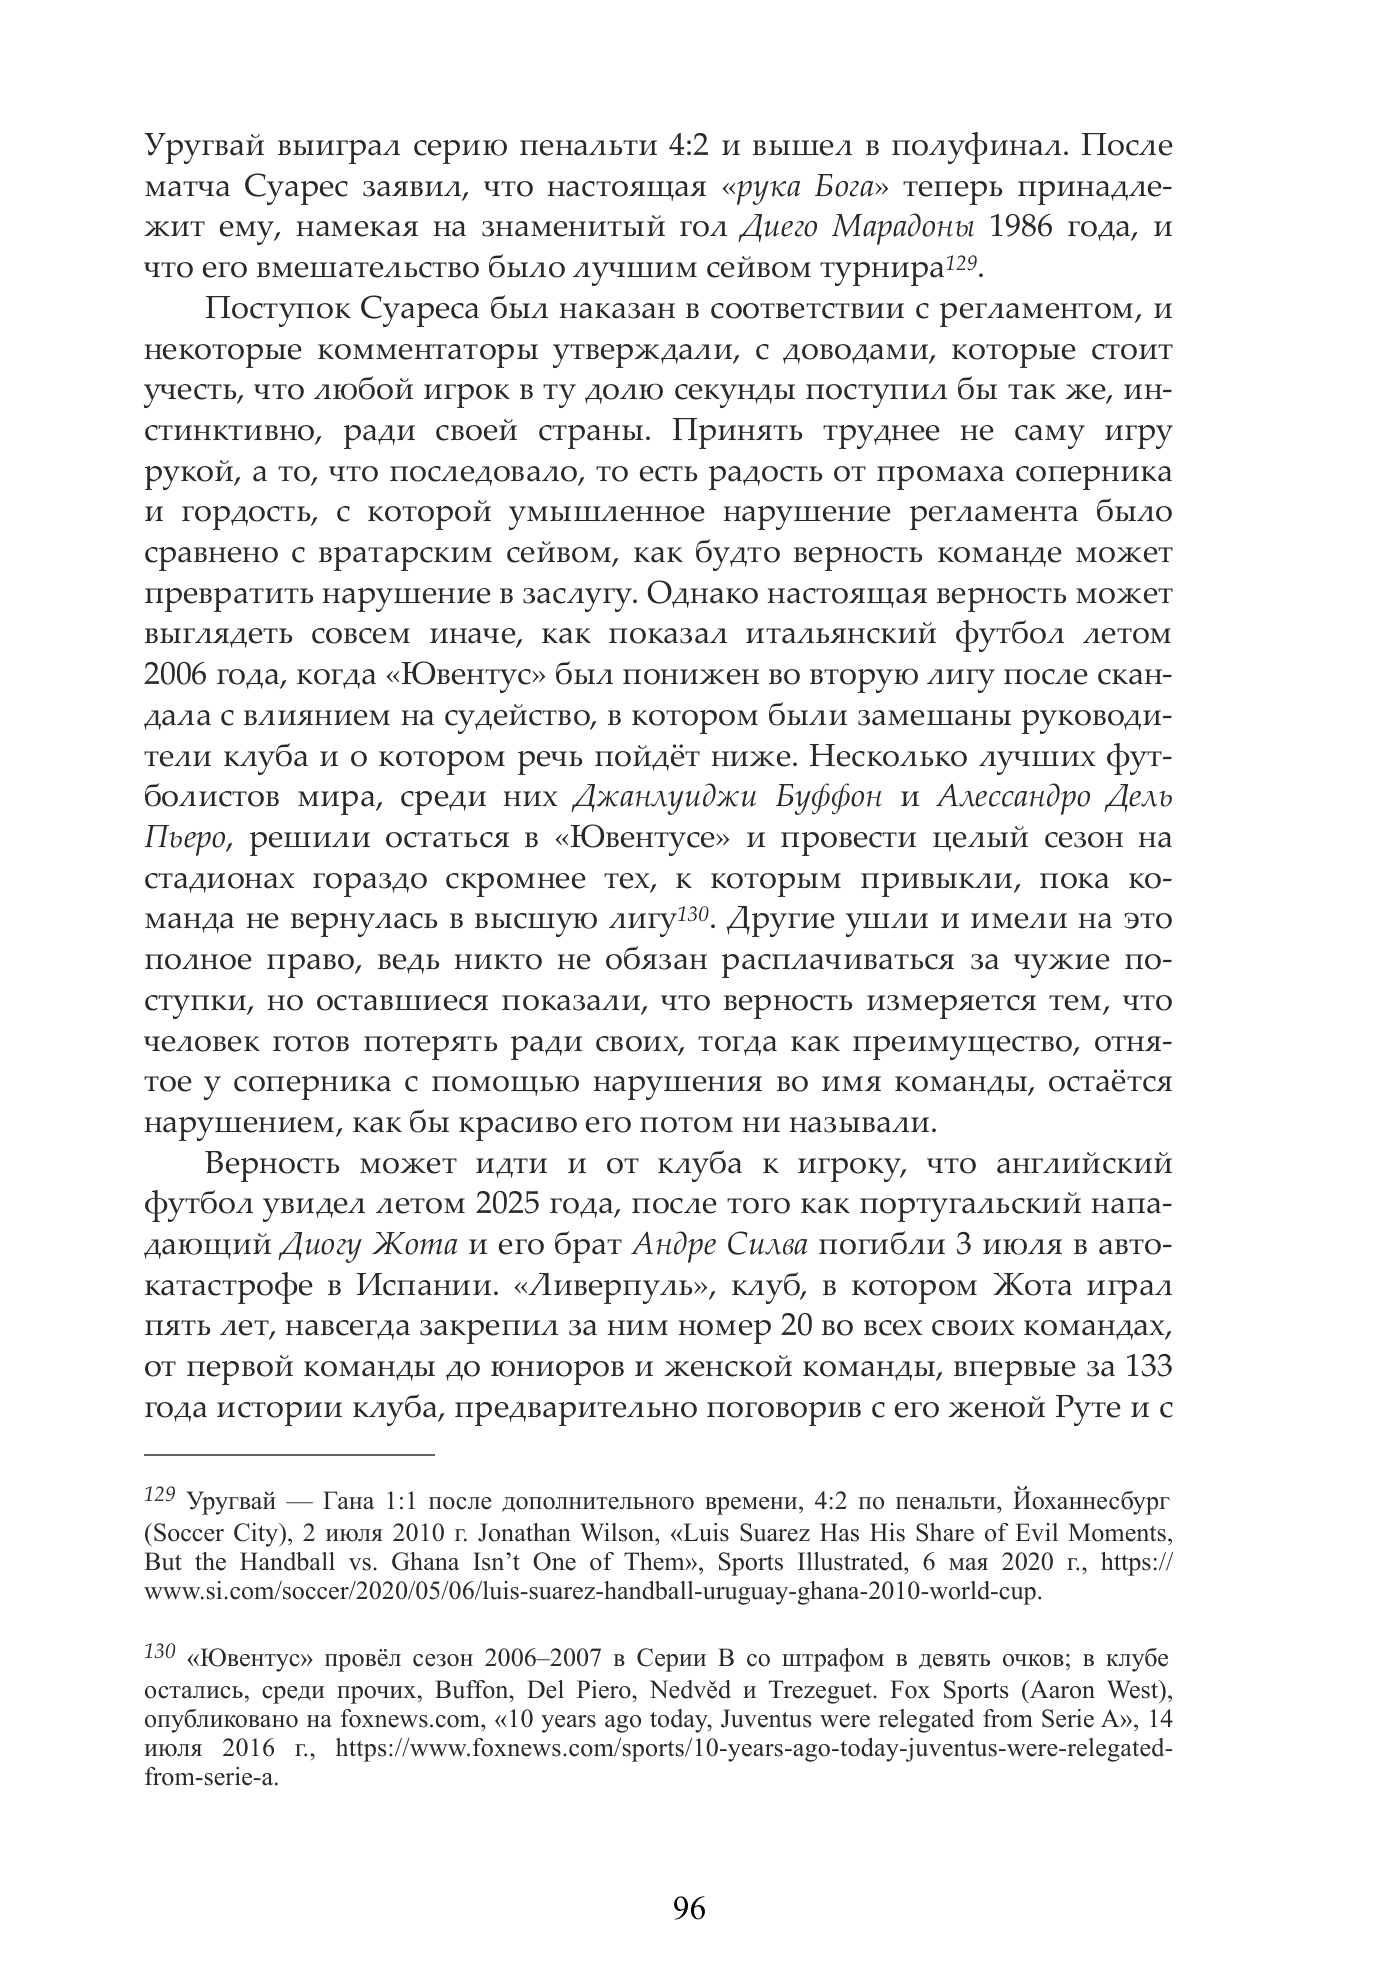 Уругвай выиграл серию пенальти 4:2 и вышел в полуфинал. После
матча Суарес заявил, что настоящая «рука Бога» теперь принадле-
жит ему, намекая на знаменитый гол Диего Марадоны 1986 года, и
что его вмешательство было лучшим сейвом турнира129.
Поступок Суареса был наказан в соответствии с регламентом, и
некоторые комментаторы утверждали, с доводами, которые стоит
учесть, что любой игрок в ту долю секунды поступил бы так же, ин-
стинктивно, ради своей страны. Принять труднее не саму игру
рукой, а то, что последовало, то есть радость от промаха соперника
и гордость, с которой умышленное нарушение регламента было
сравнено с вратарским сейвом, как будто верность команде может
превратить нарушение в заслугу. Однако настоящая верность может
выглядеть совсем иначе, как показал итальянский футбол летом
2006 года, когда «Ювентус» был понижен во вторую лигу после скан-
дала с влиянием на судейство, в котором были замешаны руководи-
тели клуба и о котором речь пойдёт ниже. Несколько лучших фут-
болистов мира, среди них Джанлуиджи Буффон и Алессандро Дель
Пьеро, решили остаться в «Ювентусе» и провести целый сезон на
стадионах гораздо скромнее тех, к которым привыкли, пока ко-
манда не вернулась в высшую лигу130. Другие ушли и имели на это
полное право, ведь никто не обязан расплачиваться за чужие по-
ступки, но оставшиеся показали, что верность измеряется тем, что
человек готов потерять ради своих, тогда как преимущество, отня-
тое у соперника с помощью нарушения во имя команды, остаётся
нарушением, как бы красиво его потом ни называли.
Верность может идти и от клуба к игроку, что английский
футбол увидел летом 2025 года, после того как португальский напа-
дающий Диогу Жота и его брат Андре Силва погибли 3 июля в авто-
катастрофе в Испании. «Ливерпуль», клуб, в котором Жота играл
пять лет, навсегда закрепил за ним номер 20 во всех своих командах,
от первой команды до юниоров и женской команды, впервые за 133
года истории клуба, предварительно поговорив с его женой Руте и с
129 Уругвай — Гана 1:1 после дополнительного времени, 4:2 по пенальти, Йоханнесбург
(Soccer City), 2 июля 2010 г. Jonathan Wilson, «Luis Suarez Has His Share of Evil Moments,
But the Handball vs. Ghana Isn’t One of Them», Sports Illustrated, 6 мая 2020 г., https://
www.si.com/soccer/2020/05/06/luis-suarez-handball-uruguay-ghana-2010-world-cup.
130 «Ювентус» провёл сезон 2006–2007 в Серии B со штрафом в девять очков; в клубе
остались, среди прочих, Buffon, Del Piero, Nedvěd и Trezeguet. Fox Sports (Aaron West),
опубликовано на foxnews.com, «10 years ago today, Juventus were relegated from Serie A», 14
июля 2016 г., https://www.foxnews.com/sports/10-years-ago-today-juventus-were-relegated-
from-serie-a.
96